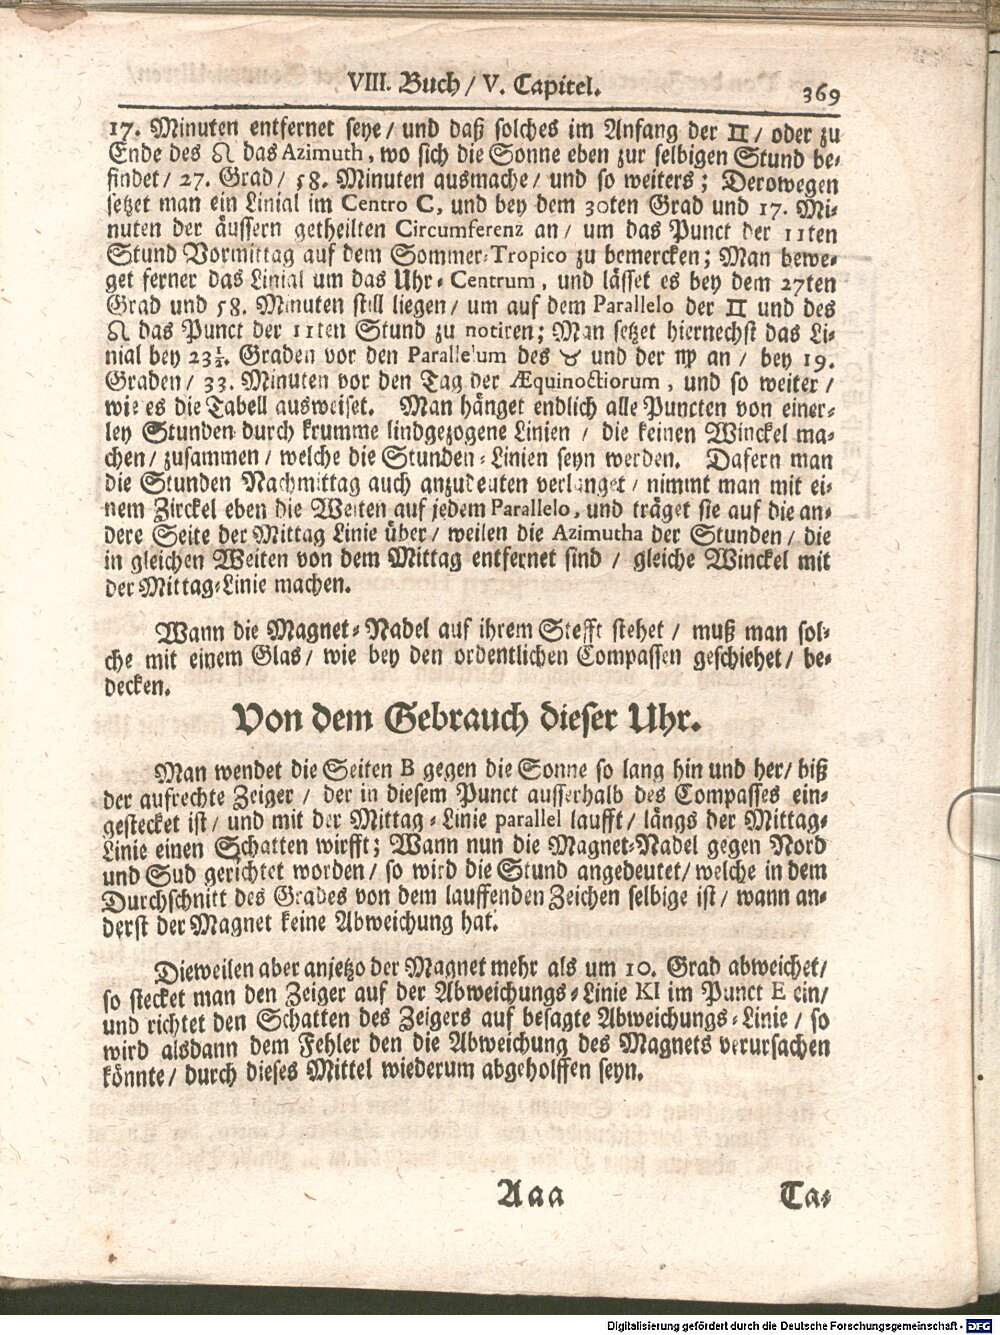 VIII. Buch / V. Capitel. 369
17. Minuten entfernet seye / und daß solches im Anfang der ♊ / oder zu
Ende des ♌ das Azimuth, wo sich die Sonne eben zur selbigen Stund be-
findet / 27. Grad / 58. Minuten ausmache / und so weiters; Derowegen
setzet man ein Linial im Centro C, und bey dem 30ten Grad und 17. Mi-
nuten der äussern getheilten Circumferenz an / um das Punct der 11ten
Stund Vormittag auf dem Sommer-Tropico zu bemercken; Man bewe-
get ferner das Linial um das Uhr-Centrum, und lässet es bey dem 27ten
Grad und 58. Minuten still liegen / um auf dem Parallelo der ♊ und des
♌ das Punct der 11ten Stund zu notiren; Man setzet hiernechst das Li-
nial bey 23½. Graden vor den Parallelum des ♉ und der ♍ an / bey 19.
Graden / 33. Minuten vor den Tag der Æquinoctiorum, und so weiter /
wie es die Tabell ausweiset. Man hänget endlich alle Puncten von einer-
ley Stunden durch krumme lindgezogene Linien / die keinen Winckel ma-
chen / zusammen / welche die Stunden-Linien seyn werden. Dafern man
die Stunden Nachmittag auch anzudeuten verlanget / nimmt man mit ei-
nem Zirckel eben die Weiten auf jedem Parallelo, und träget sie auf die an-
dere Seite der Mittag Linie über / weilen die Azimutha der Stunden / die
in gleichen Weiten von dem Mittag entfernet sind / gleiche Winckel mit
der Mittag-Linie machen.
Wann die Magnet-Nadel auf ihrem Stefft stehet / muß man sol-
che mit einem Glas / wie bey den ordentlichen Compassen geschiehet / be-
decken.
Von dem Gebrauch dieser Uhr.
Man wendet die Seiten B gegen die Sonne so lang hin und her / biß
der aufrechte Zeiger / der in diesem Punct ausserhalb des Compasses ein-
gestecket ist / und mit der Mittag-Linie parallel laufft / längs der Mittag-
Linie einen Schatten wirfft; Wann nun die Magnet-Nadel gegen Nord
und Sud gerichtet worden / so wird die Stund angedeutet / welche in dem
Durchschnitt des Grades von dem lauffenden Zeichen selbige ist / wann an-
derst der Magnet keine Abweichung hat.
Dieweilen aber anjetzo der Magnet mehr als um 10. Grad abweichet /
so stecket man den Zeiger auf der Abweichungs-Linie KI im Punct E ein /
und richtet den Schatten des Zeigers auf besagte Abweichungs-Linie / so
wird alsdann dem Fehler den die Abweichung des Magnets verursachen
könnte / durch dieses Mittel wiederum abgeholffen seyn.
Aaa Ta-
Digitalisierung gefördert durch die Deutsche Forschungsgemeinschaft - DFG